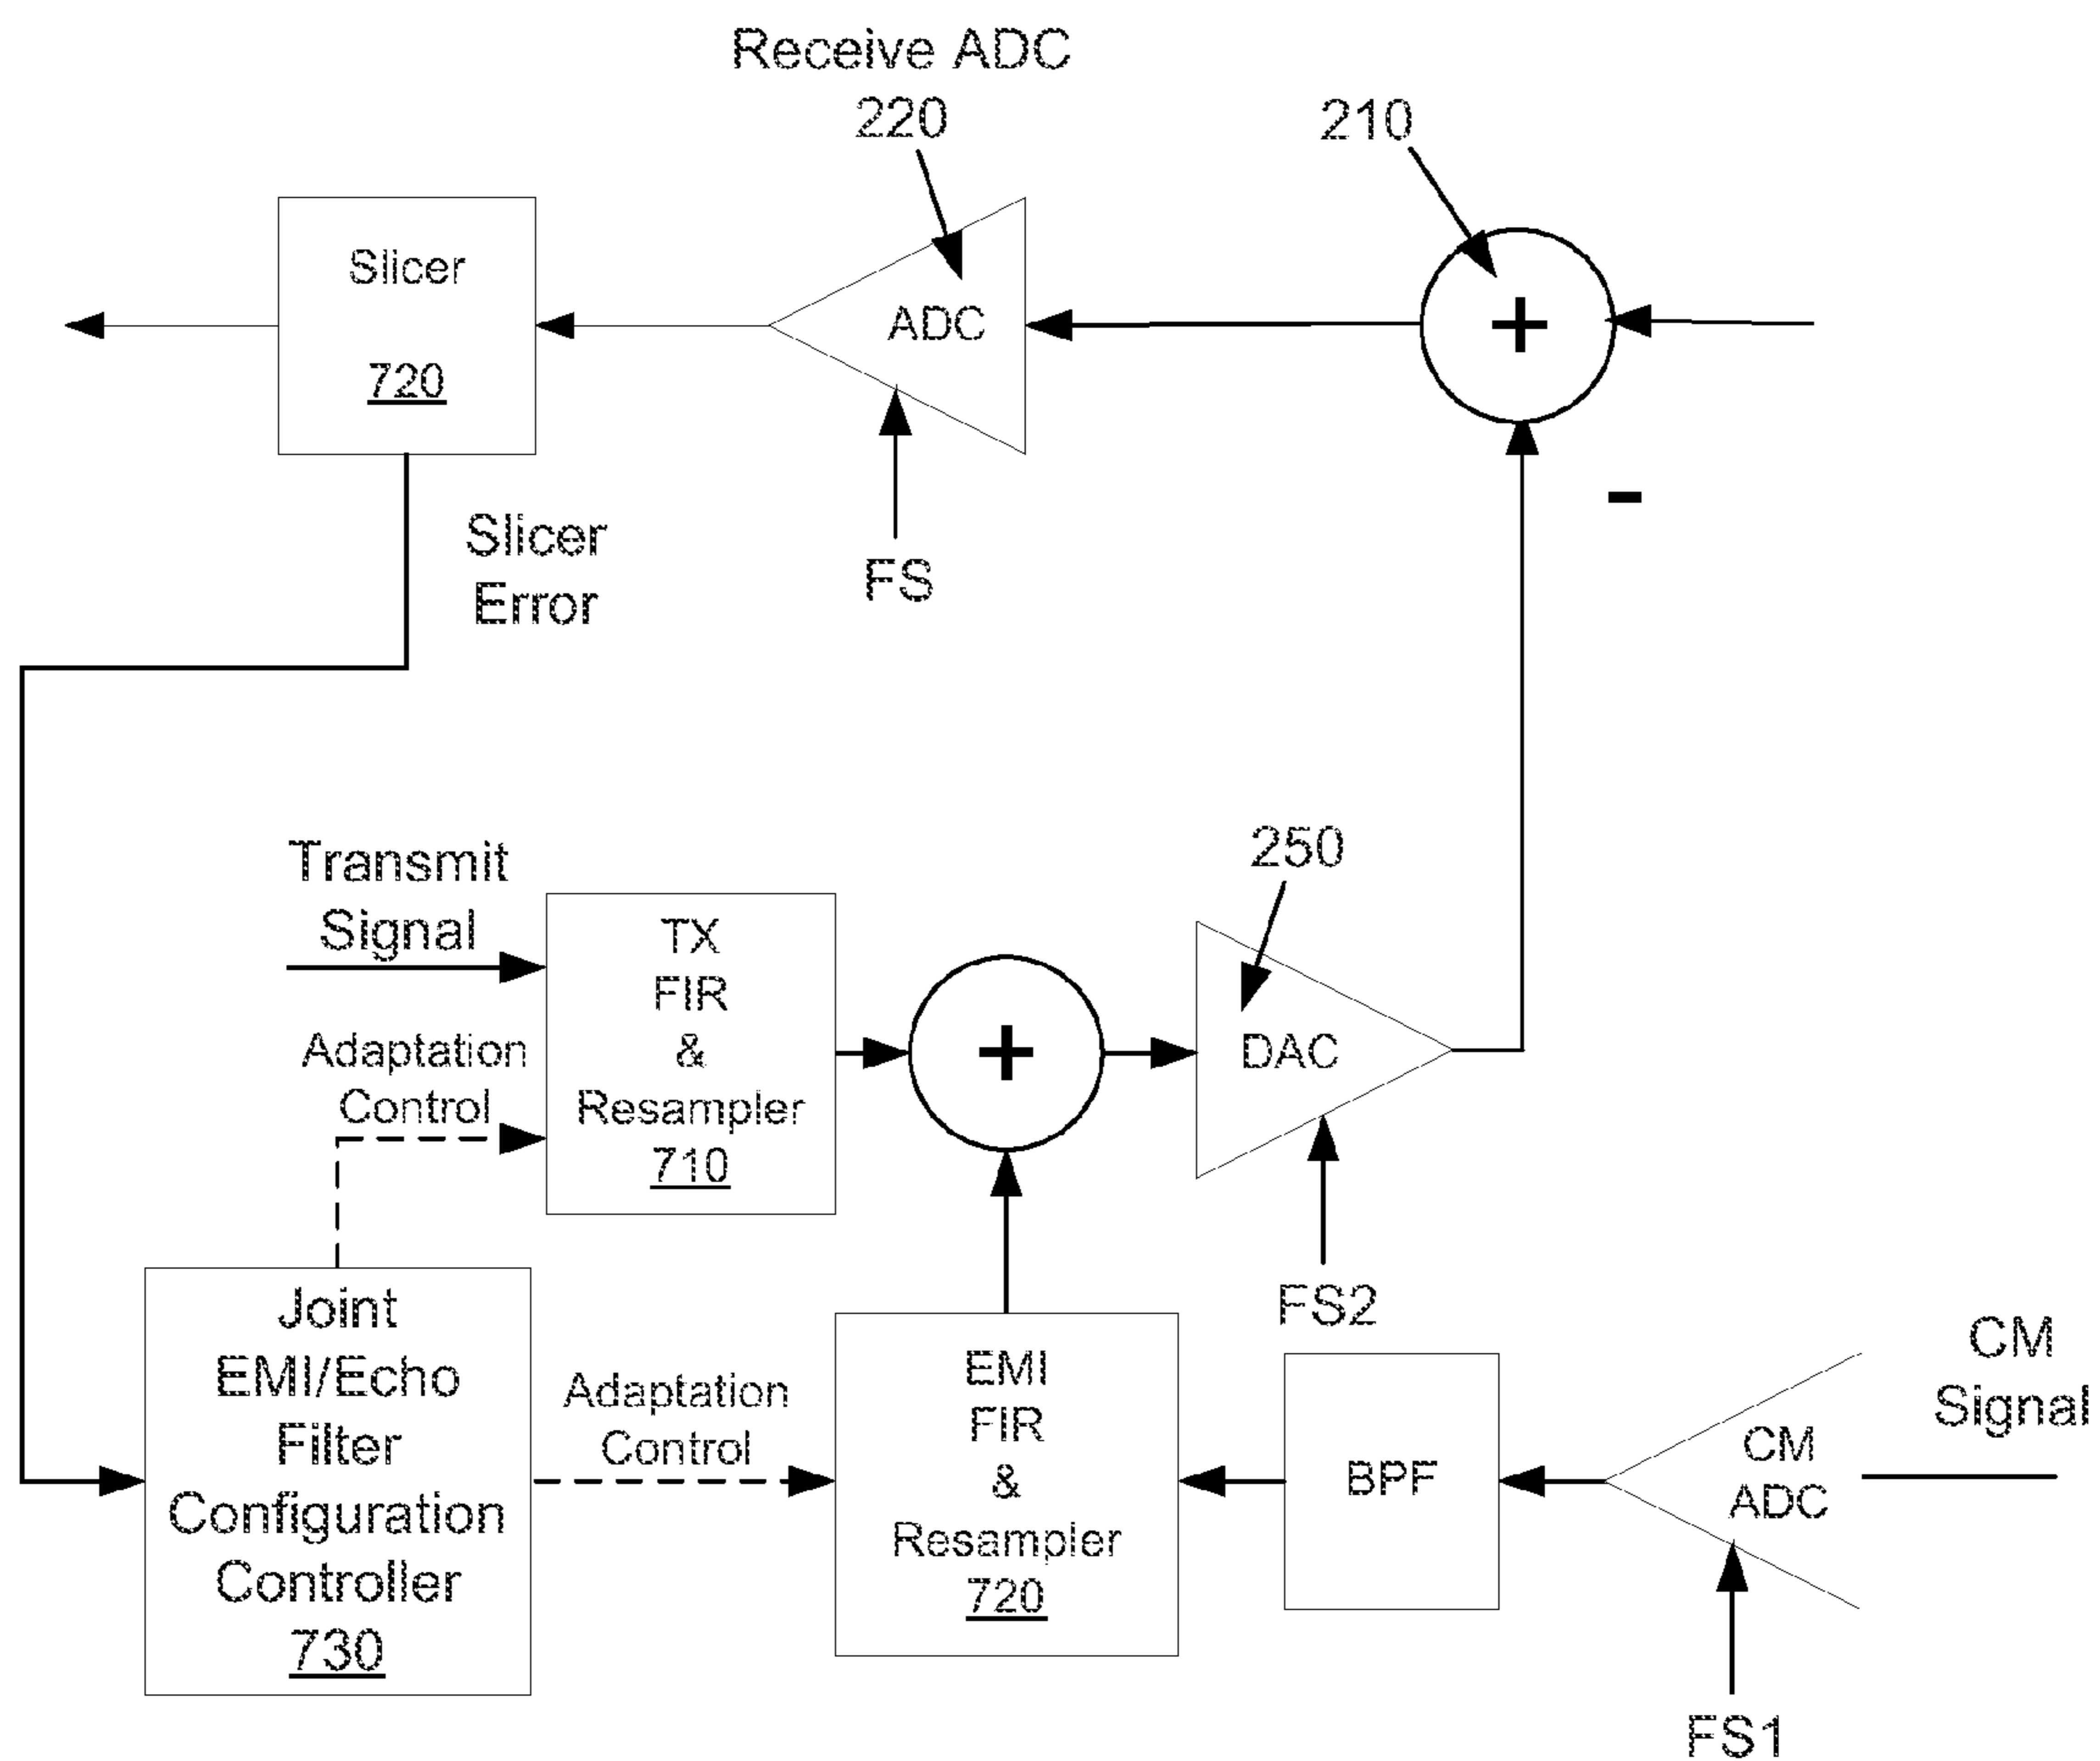 Receive ADC
220
210
Slicer
720
ADC
+
Slicer
Error
FS
-
Transmit
Signal
Adaptation
Control
TX
FIR
&
Resampler
710
+
250
DAC
FS2
Joint
EMI/Echo
Filter
Configuration
Controller
730
Adaptation
Control
EMI
FIR
&
Resampler
720
BPF
CM
ADC
CM
Signal
FS1